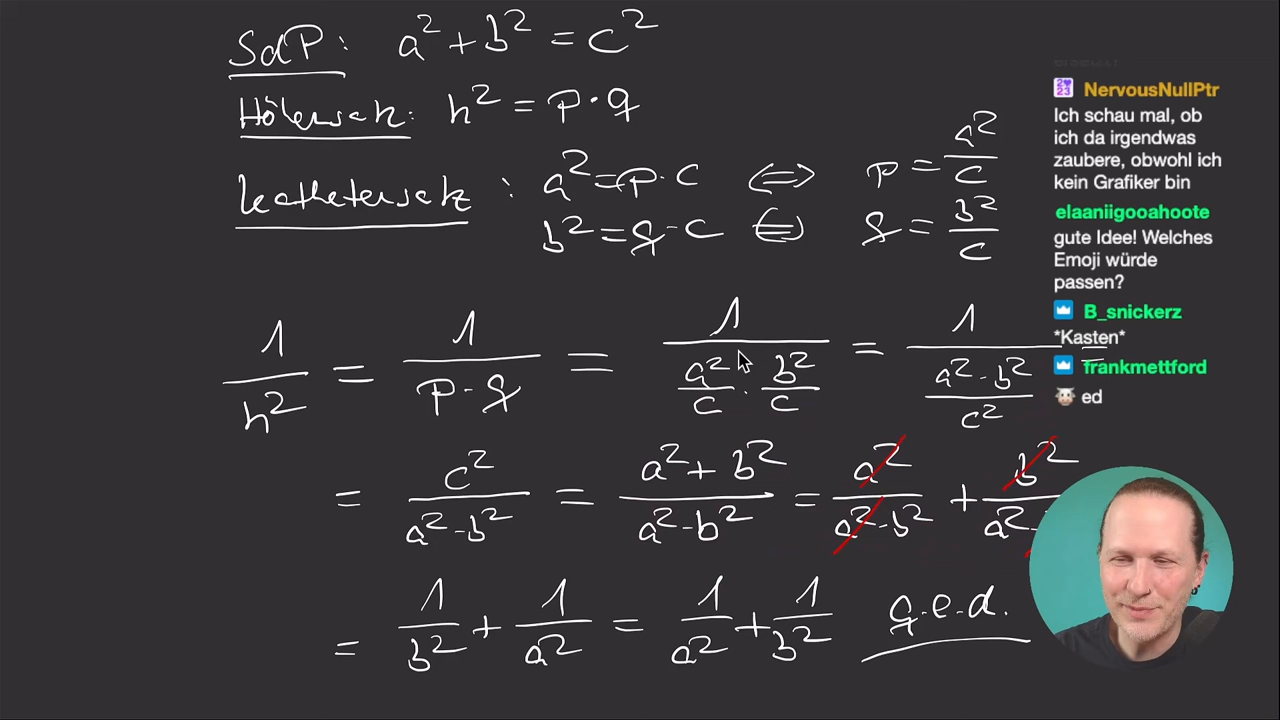 SdP: a² + b² = c²
Höhensatz: h² = p · q
Kathetensatz: a² = p · c ⇔ p = a²/c
b² = q · c ⇔ q = b²/c
1/h² = 1/(p · q) = 1/(a²/c · b²/c) = 1/((a² · b²)/c²) =
= c²/(a² · b²) = (a² + b²)/(a² · b²) = a²/(a² · b²) + b²/(a² ·
= 1/b² + 1/a² = 1/a² + 1/b² q.e.d.
NervousNullPtr
Ich schau mal, ob
ich da irgendwas
zaubere, obwohl ich
kein Grafiker bin
elaaniigooahoote
gute Idee! Welches
Emoji würde
passen?
B_snickerz
*Kasten*
frankmettford
ed